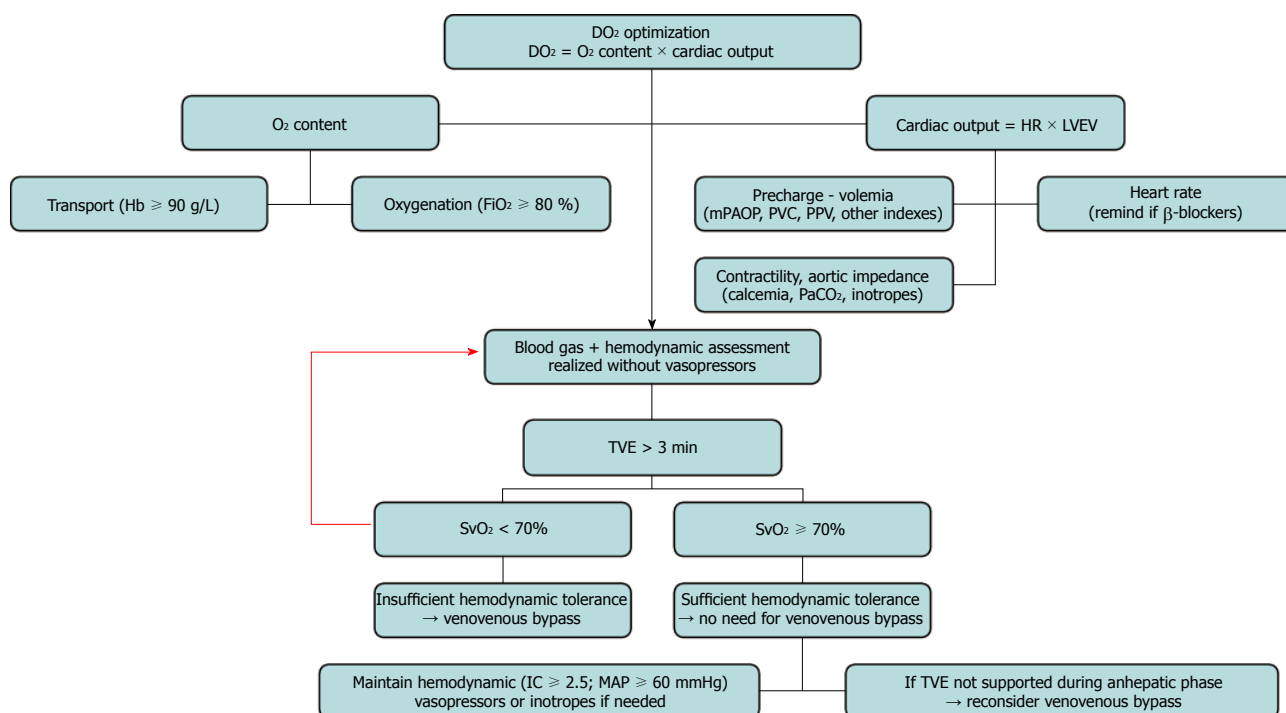 DO₂ optimization
DO₂ = O₂ content × cardiac output
O₂ content
Cardiac output = HR × LVEV
Transport (Hb ≥ 90 g/L)
Oxygenation (FiO₂ ≥ 80 %)
Precharge - volemia
(mPAOP, PVC, PPV, other indexes)
Heart rate
(remind if β-blockers)
Contractility, aortic impedance
(calcemia, PaCO₂, inotropes)
Blood gas + hemodynamic assessment
realized without vasopressors
TVE > 3 min
SvO₂ < 70%
SvO₂ ≥ 70%
Insufficient hemodynamic tolerance
→ venovenous bypass
Sufficient hemodynamic tolerance
→ no need for venovenous bypass
Maintain hemodynamic (IC ≥ 2.5; MAP ≥ 60 mmHg)
vasopressors or inotropes if needed
If TVE not supported during anhepatic phase
→ reconsider venovenous bypass